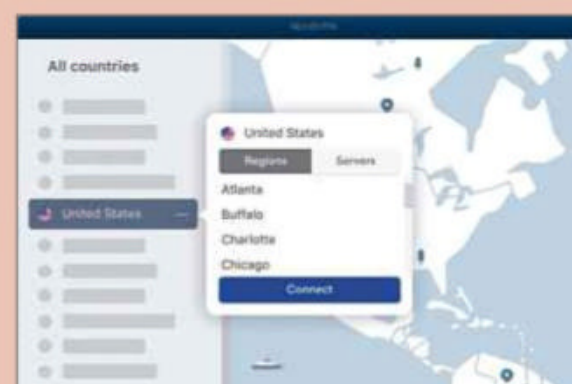 All countries
United States
Regions Servers
Atlanta
Buffalo
United States
Charlotte
Chicago
Connect